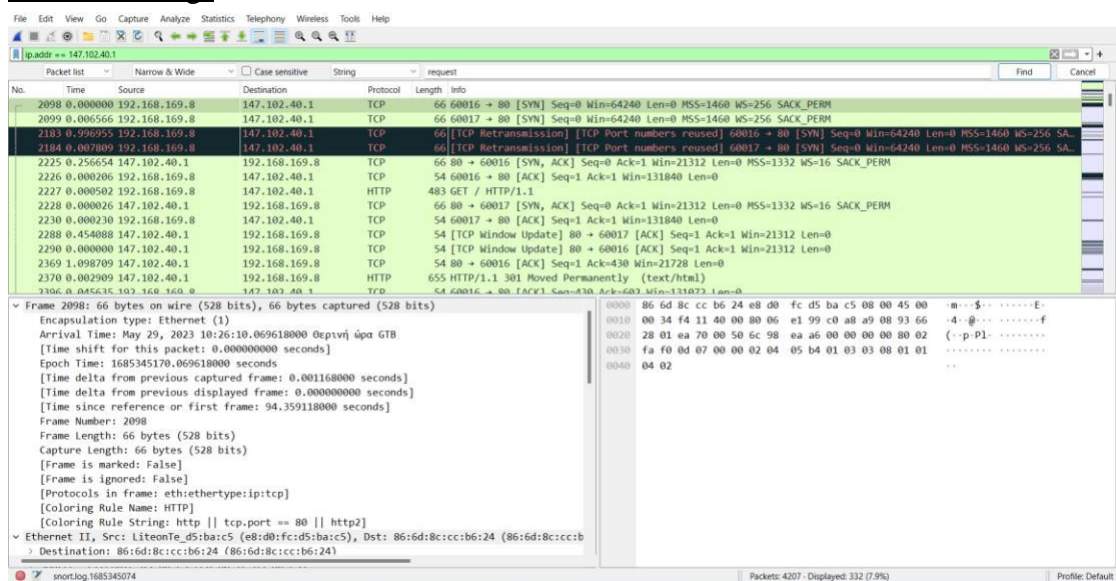 File Edit View Go Capture Analyze Statistics Telephony Wireless Tools Help
ip.addr == 147.102.40.1
Packet list Narrow & Wide Case sensitive String request Find Cancel
No. Time Source Destination Protocol Length Info
2098 0.000000 192.168.169.8 147.102.40.1 TCP 66 60016 → 80 [SYN] Seq=0 Win=64240 Len=0 MSS=1460 WS=256 SACK_PERM
2099 0.006566 192.168.169.8 147.102.40.1 TCP 66 60017 → 80 [SYN] Seq=0 Win=64240 Len=0 MSS=1460 WS=256 SACK_PERM
2183 0.996955 192.168.169.8 147.102.40.1 TCP 66 [TCP Retransmission] [TCP Port numbers reused] 60016 → 80 [SYN] Seq=0 Win=64240 Len=0 MSS=1460 WS=256 SA…
2184 0.007809 192.168.169.8 147.102.40.1 TCP 66 [TCP Retransmission] [TCP Port numbers reused] 60017 → 80 [SYN] Seq=0 Win=64240 Len=0 MSS=1460 WS=256 SA…
2225 0.256654 147.102.40.1 192.168.169.8 TCP 66 80 → 60016 [SYN, ACK] Seq=0 Ack=1 Win=21312 Len=0 MSS=1332 WS=16 SACK_PERM
2226 0.000206 192.168.169.8 147.102.40.1 TCP 54 60016 → 80 [ACK] Seq=1 Ack=1 Win=131840 Len=0
2227 0.000502 192.168.169.8 147.102.40.1 HTTP 483 GET / HTTP/1.1
2228 0.000026 147.102.40.1 192.168.169.8 TCP 66 80 → 60017 [SYN, ACK] Seq=0 Ack=1 Win=21312 Len=0 MSS=1332 WS=16 SACK_PERM
2230 0.000230 192.168.169.8 147.102.40.1 TCP 54 60017 → 80 [ACK] Seq=1 Ack=1 Win=131840 Len=0
2288 0.454088 147.102.40.1 192.168.169.8 TCP 54 [TCP Window Update] 80 → 60017 [ACK] Seq=1 Ack=1 Win=21312 Len=0
2290 0.000000 147.102.40.1 192.168.169.8 TCP 54 [TCP Window Update] 80 → 60016 [ACK] Seq=1 Ack=1 Win=21312 Len=0
2369 1.098709 147.102.40.1 192.168.169.8 TCP 54 80 → 60016 [ACK] Seq=1 Ack=430 Win=21728 Len=0
2370 0.002909 147.102.40.1 192.168.169.8 HTTP 655 HTTP/1.1 301 Moved Permanently (text/html)
2396 0.045635 192.168.169.8 147.102.40.1 TCP 54 60016 → 80 [ACK] Seq=430 Ack=602 Win=131072 Len=0
Frame 2098: 66 bytes on wire (528 bits), 66 bytes captured (528 bits)
Encapsulation type: Ethernet (1)
Arrival Time: May 29, 2023 10:26:10.069618000 Θερινή ώρα GTB
[Time shift for this packet: 0.000000000 seconds]
Epoch Time: 1685345170.069618000 seconds
[Time delta from previous captured frame: 0.001168000 seconds]
[Time delta from previous displayed frame: 0.000000000 seconds]
[Time since reference or first frame: 94.359118000 seconds]
Frame Number: 2098
Frame Length: 66 bytes (528 bits)
Capture Length: 66 bytes (528 bits)
[Frame is marked: False]
[Frame is ignored: False]
[Protocols in frame: eth:ethertype:ip:tcp]
[Coloring Rule Name: HTTP]
[Coloring Rule String: http || tcp.port == 80 || http2]
Ethernet II, Src: LiteonTe_d5:ba:c5 (e8:d0:fc:d5:ba:c5), Dst: 86:6d:8c:cc:b6:24 (86:6d:8c:cc:b
Destination: 86:6d:8c:cc:b6:24 (86:6d:8c:cc:b6:24)
0000 86 6d 8c cc b6 24 e8 d0 fc d5 ba c5 08 00 45 00 ·m···$·· ······E·
0010 00 34 f4 11 40 00 80 06 e1 99 c0 a8 a9 08 93 66 ·4··@··· ·······f
0020 28 01 ea 70 00 50 6c 98 ea a6 00 00 00 00 80 02 (··p·Pl· ········
0030 fa f0 0d 07 00 00 02 04 05 b4 01 03 03 08 01 01 ········ ········
0040 04 02 ··
snort.log.1685345074 Packets: 4207 · Displayed: 332 (7.9%) Profile: Default